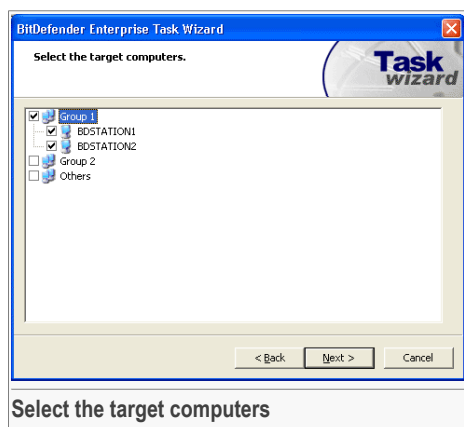 BitDefender Enterprise Task Wizard
Select the target computers.
Task
wizard
Group 1
BDSTATION1
BDSTATION2
Group 2
Others
< Back
Next >
Cancel
Select the target computers